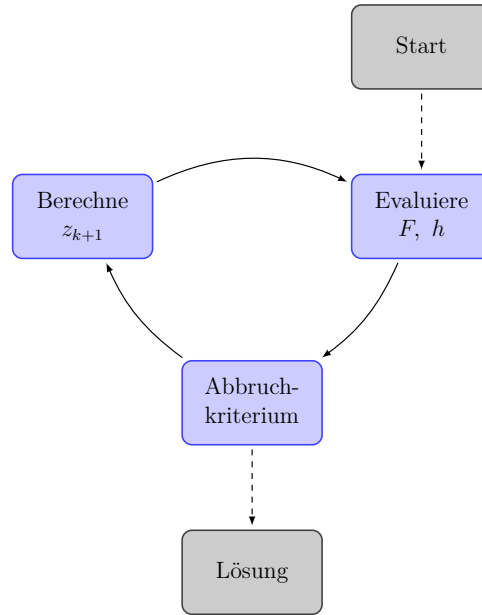 Start
Berechne
z_{k+1}
Evaluiere
F, h
Abbruch-
kriterium
Lösung